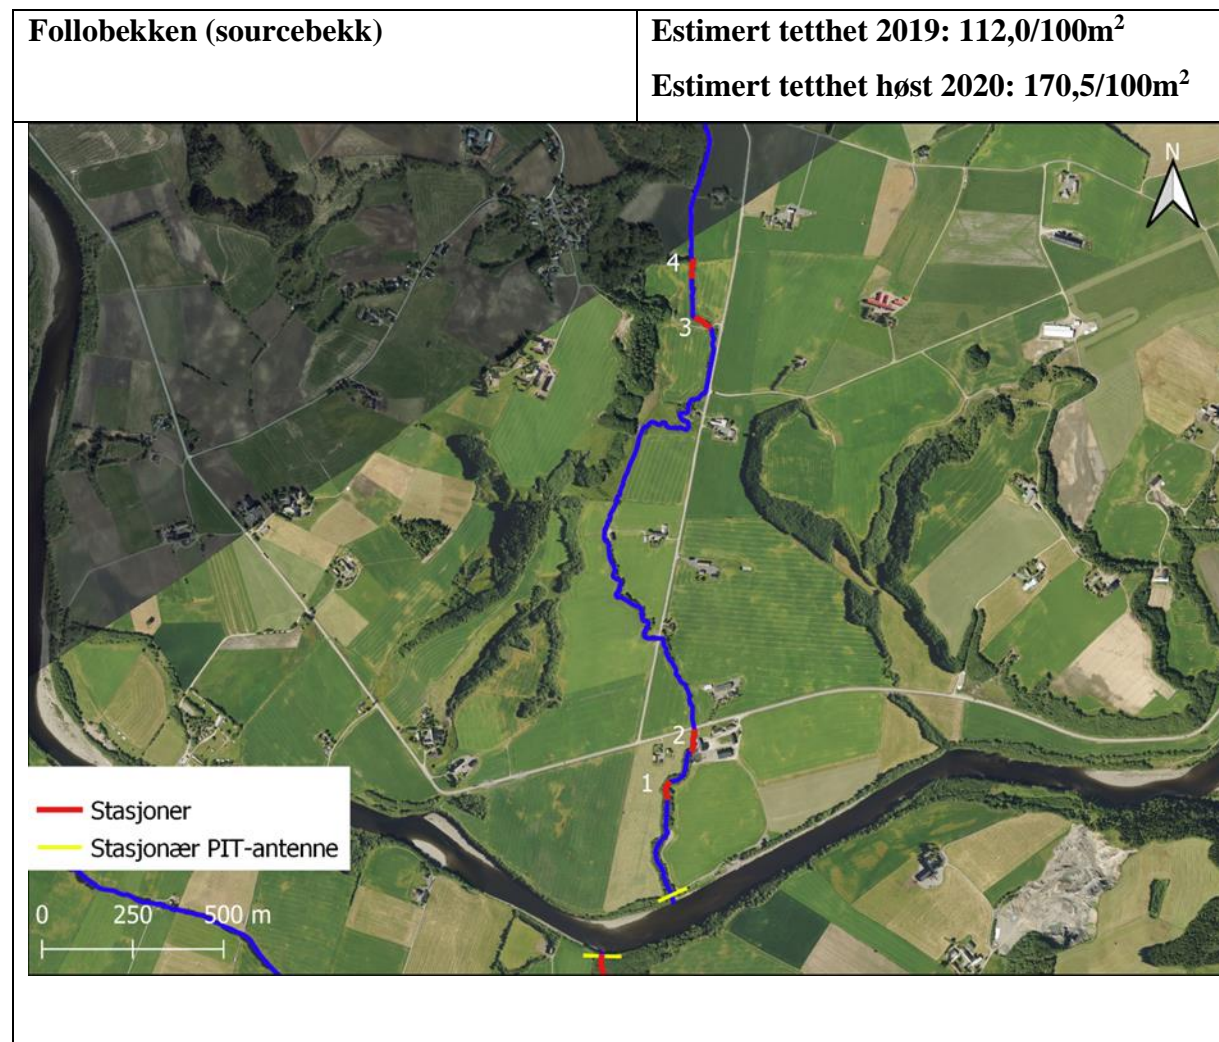 Follobekken (sourcebekk)
Estimert tetthet 2019: 112,0/100m²
Estimert tetthet høst 2020: 170,5/100m²
N
4
3
2
1
Stasjoner
Stasjonær PIT-antenne
0 250 500 m